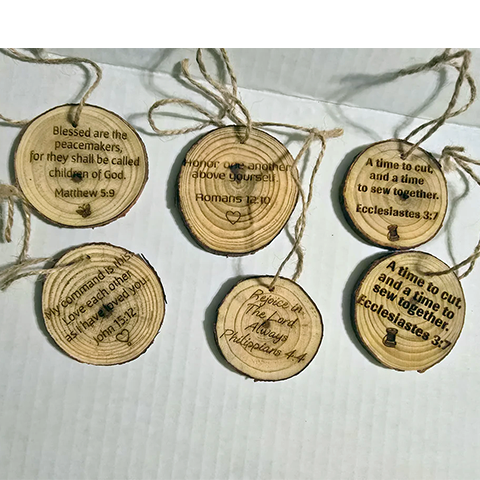 Blessed are the
peacemakers,
for they shall be called
children of God.
Matthew 5:9
Honor one another
above yourself
Romans 12:10
A time to cut,
and a time
to sew together.
Ecclesiastes 3:7
My command is this
Love each other
as I have loved you
John 15:12
Rejoice in
The Lord
Always
Philippians 4:4
A time to cut,
and a time to
sew together.
Ecclesiastes 3:7